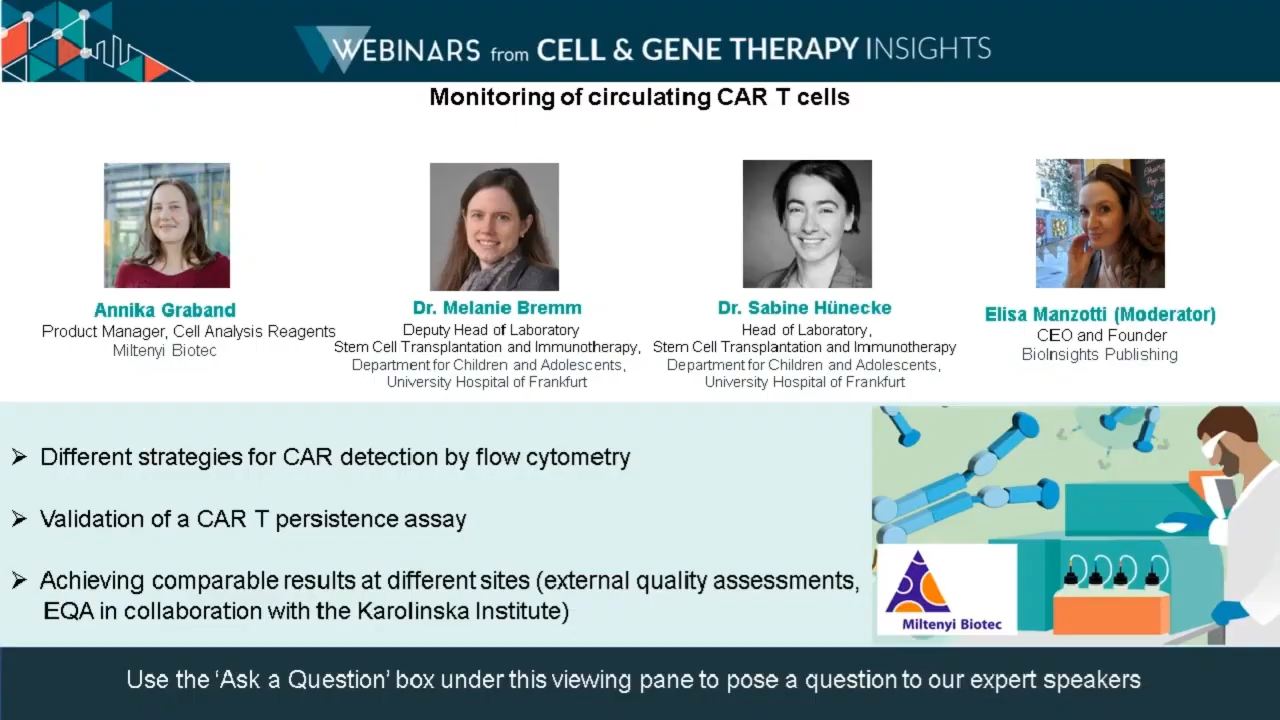 WEBINARS from CELL & GENE THERAPY INSIGHTS
Monitoring of circulating CAR T cells
Annika Graband
Product Manager, Cell Analysis Reagents
Miltenyi Biotec
Dr. Melanie Bremm
Deputy Head of Laboratory
Stem Cell Transplantation and Immunotherapy,
Department for Children and Adolescents,
University Hospital of Frankfurt
Dr. Sabine Hünecke
Head of Laboratory,
Stem Cell Transplantation and Immunotherapy
Department for Children and Adolescents,
University Hospital of Frankfurt
Elisa Manzotti (Moderator)
CEO and Founder
BioInsights Publishing
➢ Different strategies for CAR detection by flow cytometry
➢ Validation of a CAR T persistence assay
➢ Achieving comparable results at different sites (external quality assessments,
EQA in collaboration with the Karolinska Institute)
Miltenyi Biotec
Use the ‘Ask a Question’ box under this viewing pane to pose a question to our expert speakers